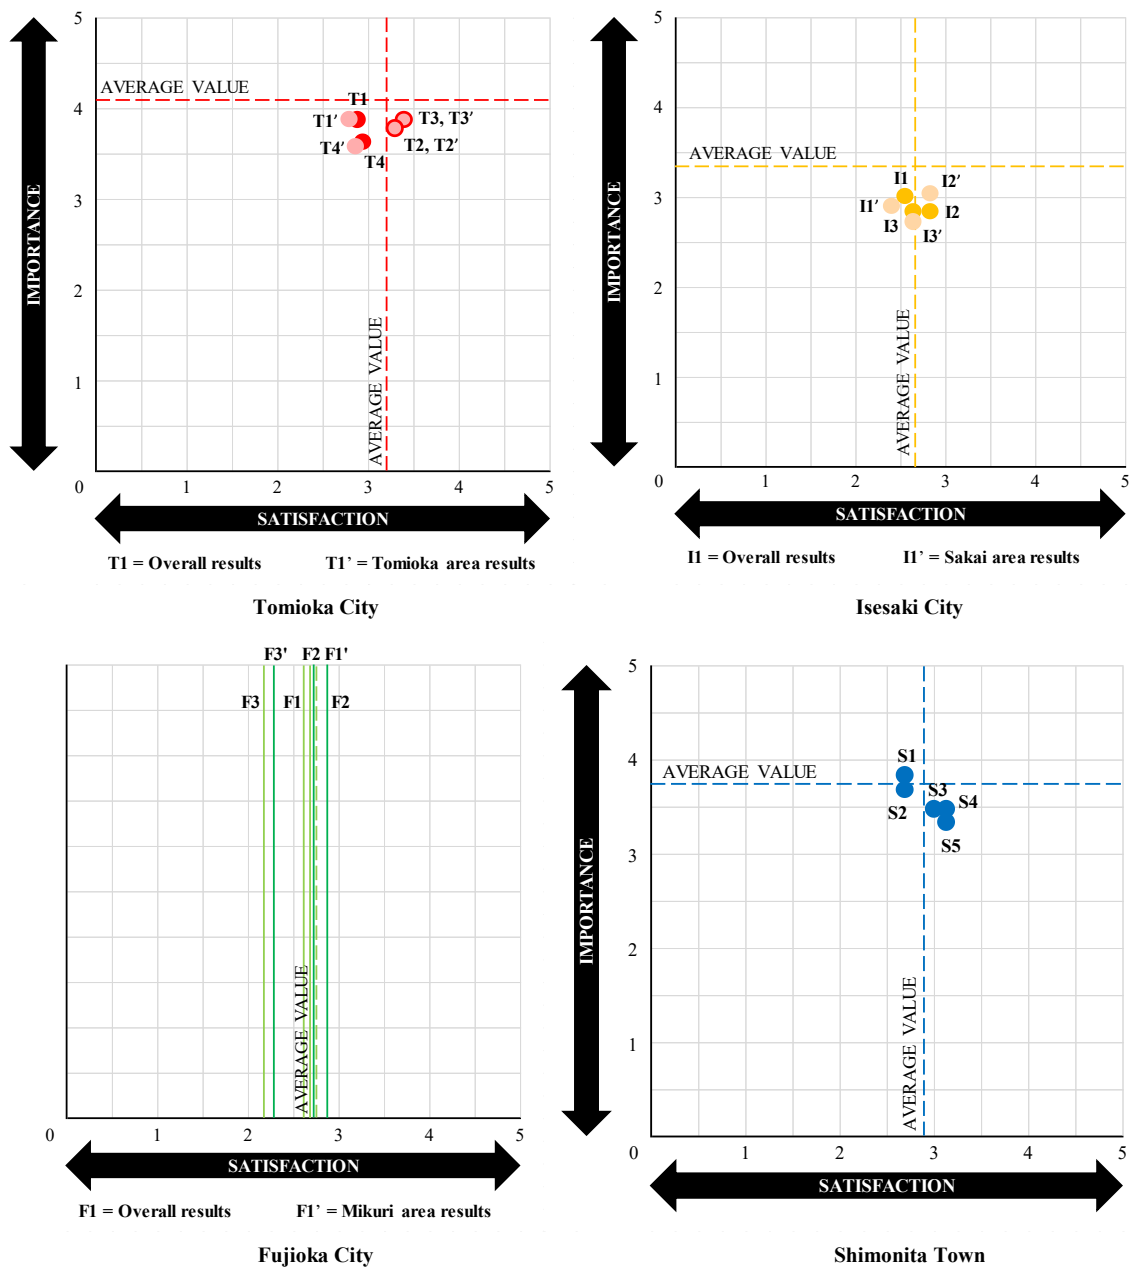 5
4
3
2
1
0
1
2
3
4
5
IMPORTANCE
AVERAGE VALUE
AVERAGE VALUE
T1
T1′
T3, T3′
T2, T2′
T4′
T4
SATISFACTION
T1 = Overall results
T1’ = Tomioka area results
Tomioka City
5
4
3
2
1
0
1
2
3
4
5
IMPORTANCE
AVERAGE VALUE
AVERAGE VALUE
I1
I2′
I1′
I2
I3
I3′
SATISFACTION
I1 = Overall results
I1’ = Sakai area results
Isesaki City
F3'
F2
F1'
F3
F1
F2
AVERAGE VALUE
0
1
2
3
4
5
SATISFACTION
F1 = Overall results
F1’ = Mikuri area results
Fujioka City
5
4
3
2
1
0
1
2
3
4
5
IMPORTANCE
AVERAGE VALUE
AVERAGE VALUE
S1
S2
S3
S4
S5
SATISFACTION
Shimonita Town